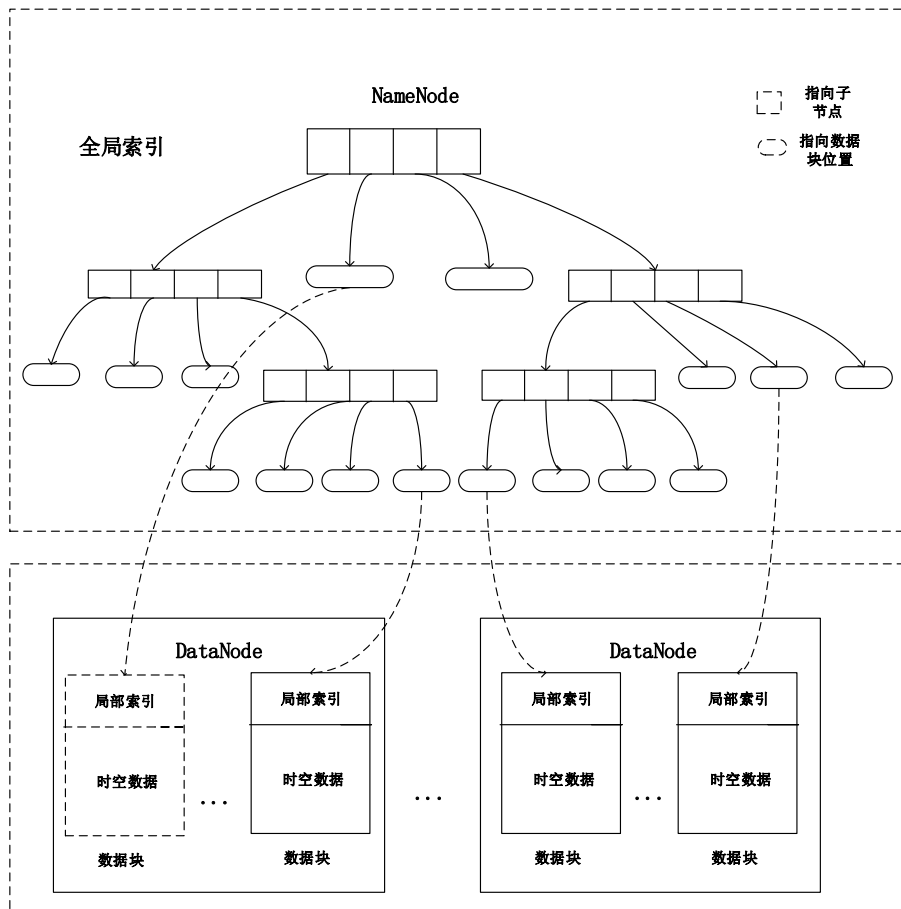 NameNode
指向子
节点
全局索引
指向数据
块位置
DataNode
DataNode
局部索引
局部索引
局部索引
局部索引
时空数据
时空数据
时空数据
时空数据
...
...
...
数据块
数据块
数据块
数据块